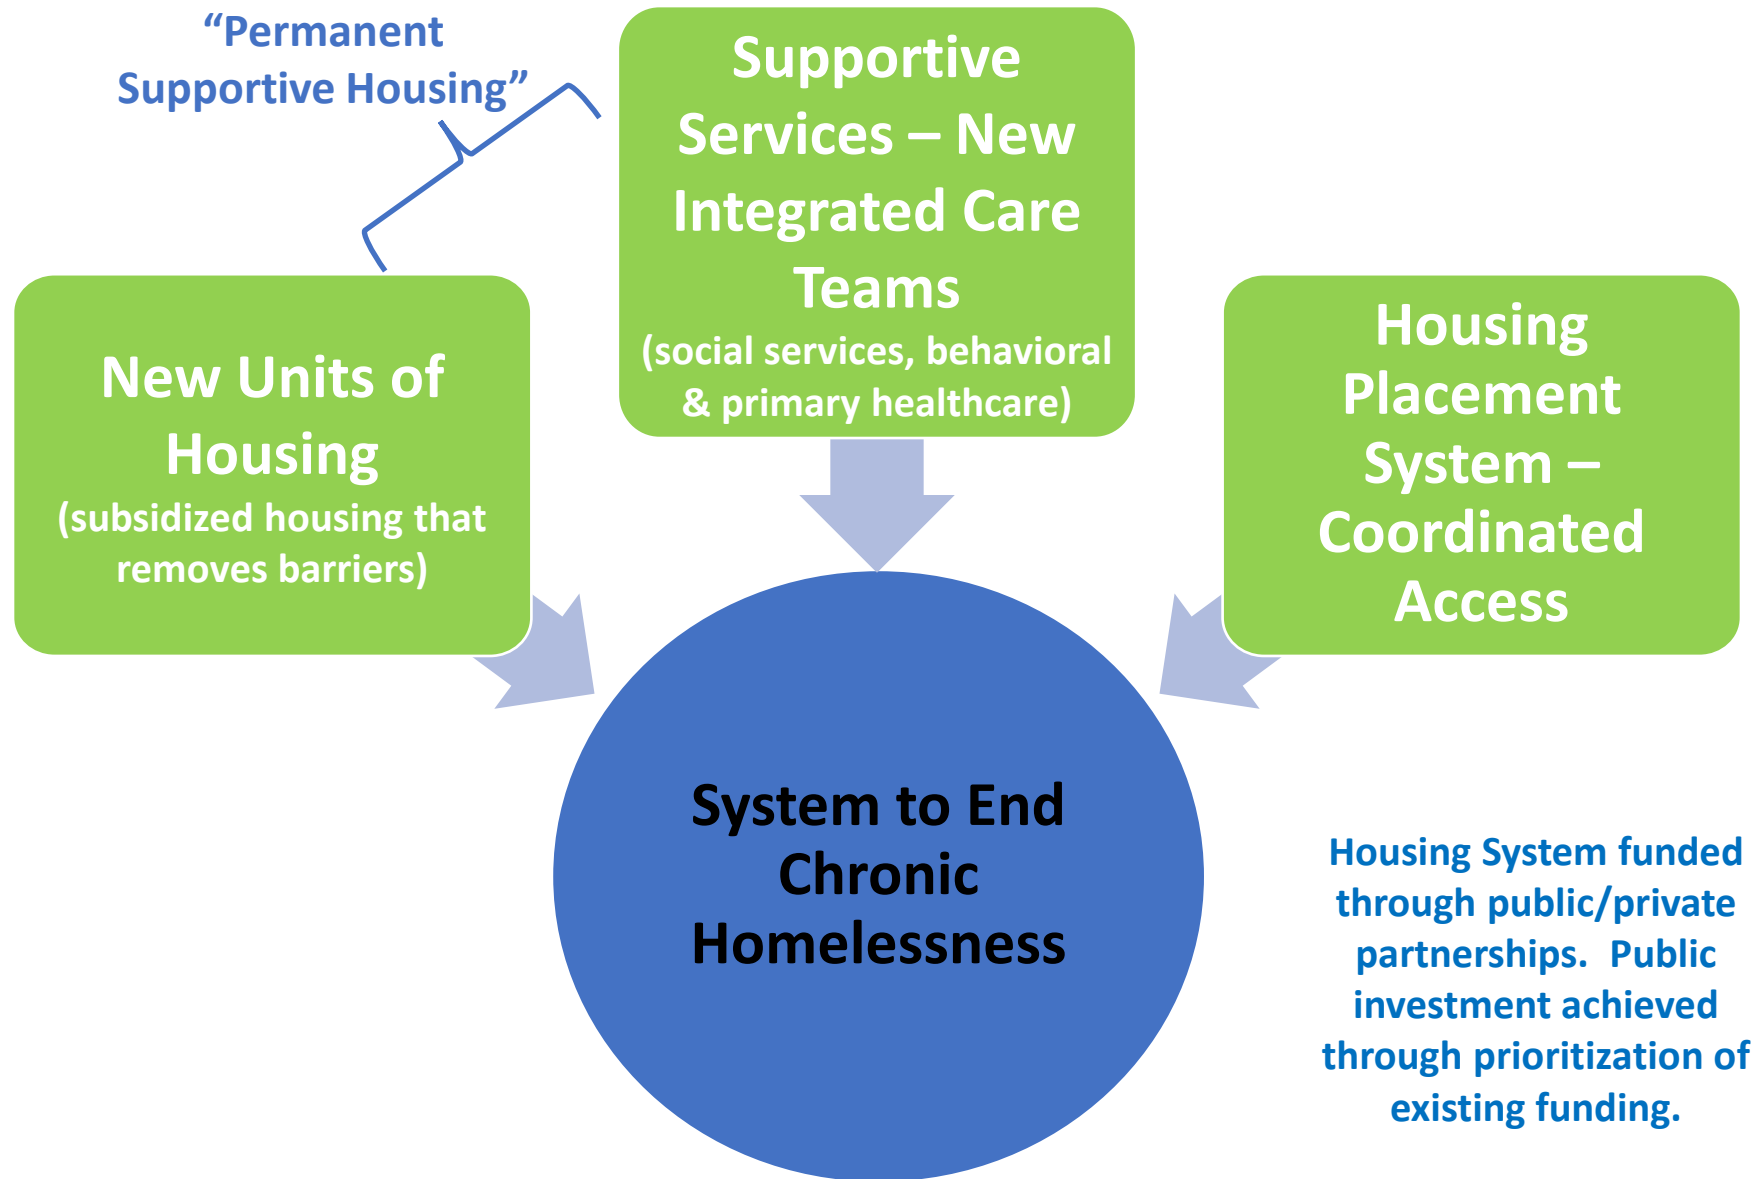 “Permanent
Supportive Housing”
Supportive
Services – New
Integrated Care
Teams
(social services, behavioral
& primary healthcare)
New Units of
Housing
(subsidized housing that
removes barriers)
Housing
Placement
System –
Coordinated
Access
System to End
Chronic
Homelessness
Housing System funded
through public/private
partnerships.  Public
investment achieved
through prioritization of
existing funding.